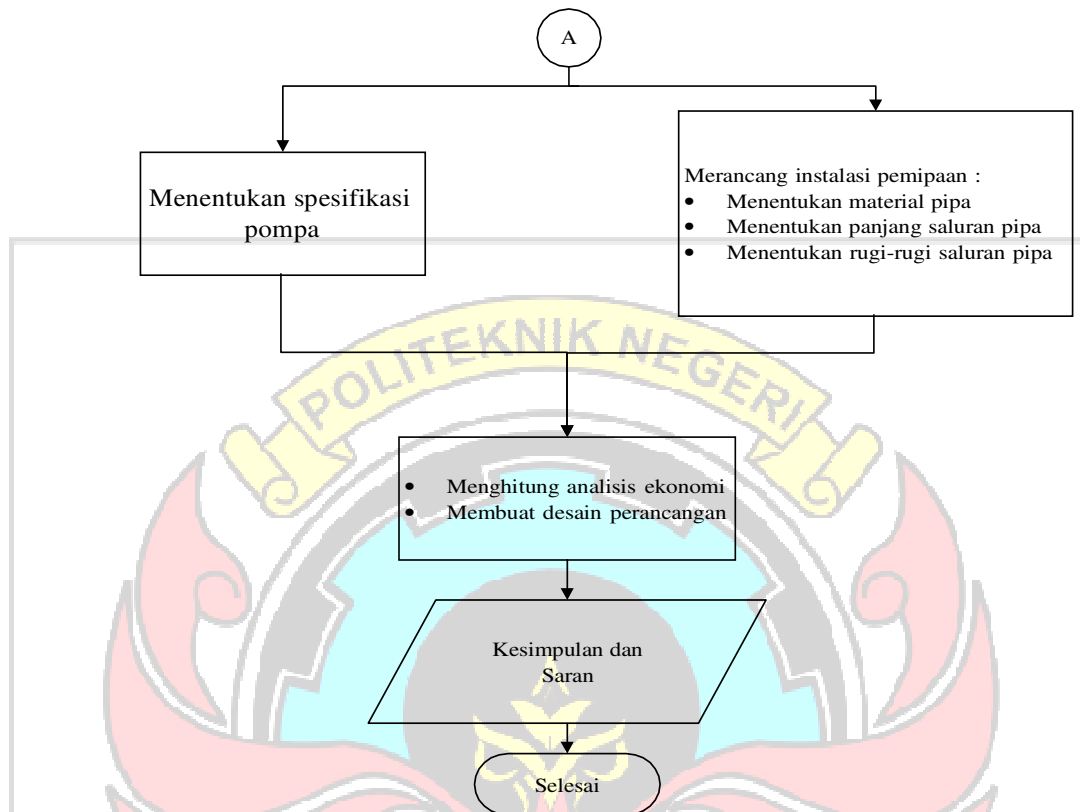 A
Menentukan spesifikasi
pompa
Merancang instalasi pemipaan :
• Menentukan material pipa
• Menentukan panjang saluran pipa
• Menentukan rugi-rugi saluran pipa
POLITEKNIK NEGERI
• Menghitung analisis ekonomi
• Membuat desain perancangan
Kesimpulan dan
Saran
Selesai